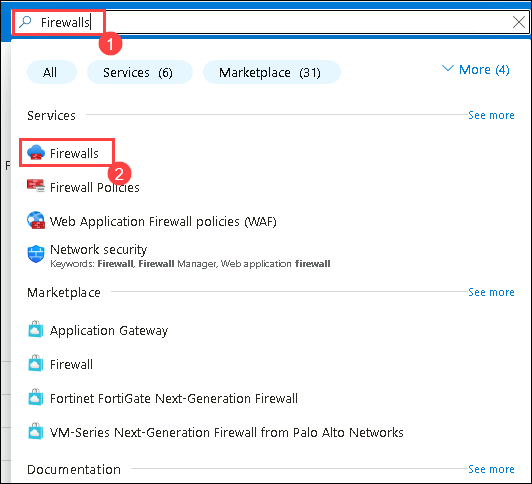 Firewalls
1
All
Services (6)
Marketplace (31)
More (4)
Services
See more
Firewalls
2
F
Firewall Policies
Web Application Firewall policies (WAF)
Network security
Keywords: Firewall, Firewall Manager, Web application firewall
Marketplace
See more
Application Gateway
Firewall
Fortinet FortiGate Next-Generation Firewall
VM-Series Next-Generation Firewall from Palo Alto Networks
Documentation
See more